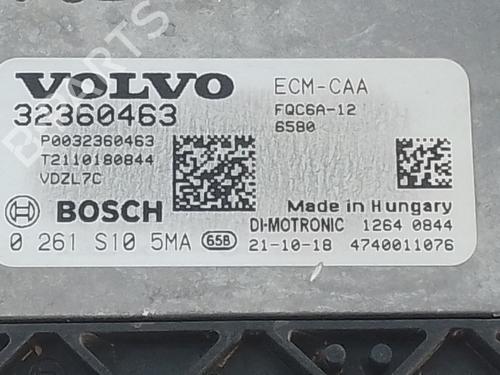 VOLVO
ECM-CAA
32360463
FQC6A-12
P0032360463
6580
T2110180844
VDZL7C
BOSCH
Made in Hungary
DI-MOTRONIC 1264 0844
0 261 S10 5MA 65B 21-10-18 4740011076